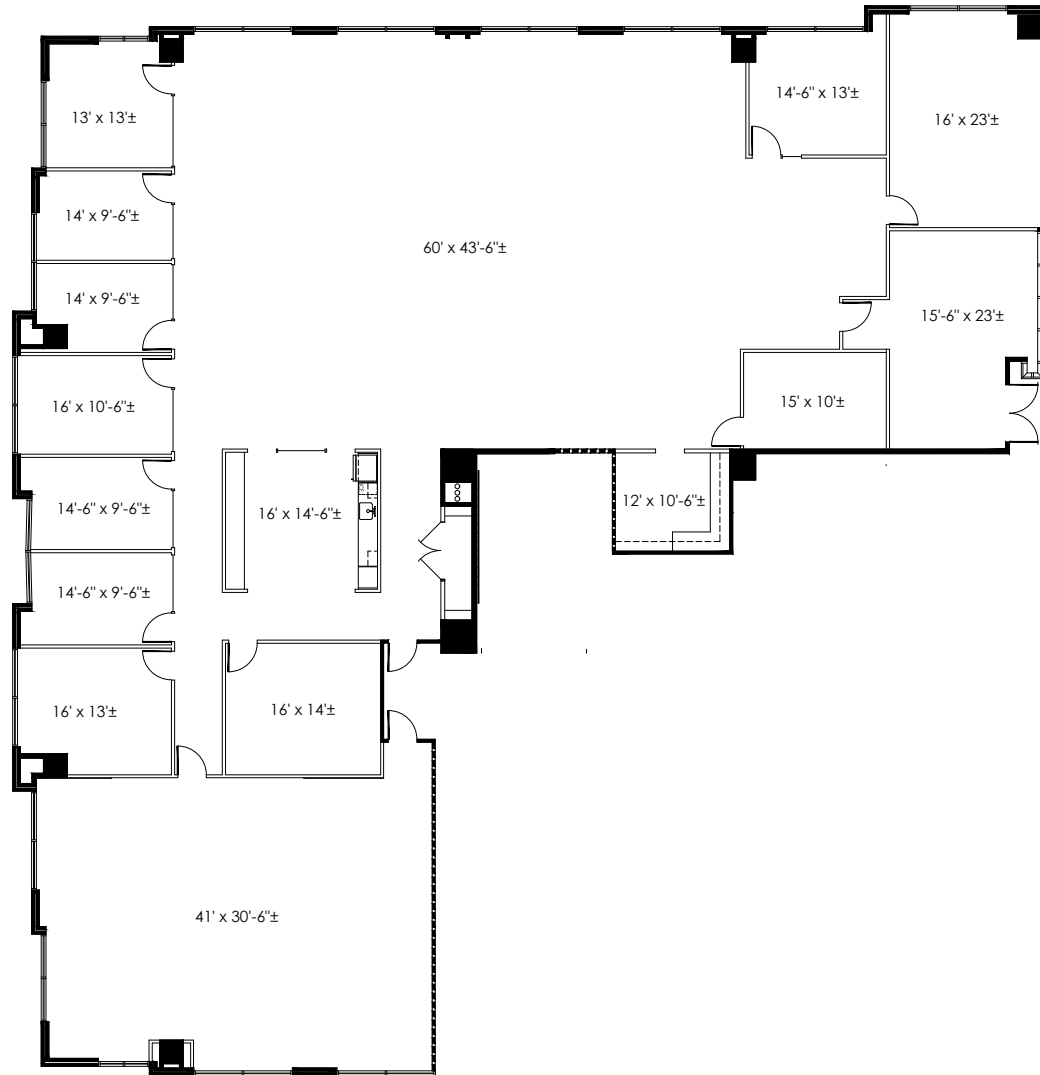 14'-6" x 13'±
13' x 13'±
16' x 23'±
14' x 9'-6"±
60' x 43'-6"±
14' x 9'-6"±
15'-6" x 23'±
16' x 10'-6"±
15' x 10'±
14'-6" x 9'-6"±
16' x 14'-6"±
12' x 10'-6"±
14'-6" x 9'-6"±
16' x 13'±
16' x 14'±
41' x 30'-6"±